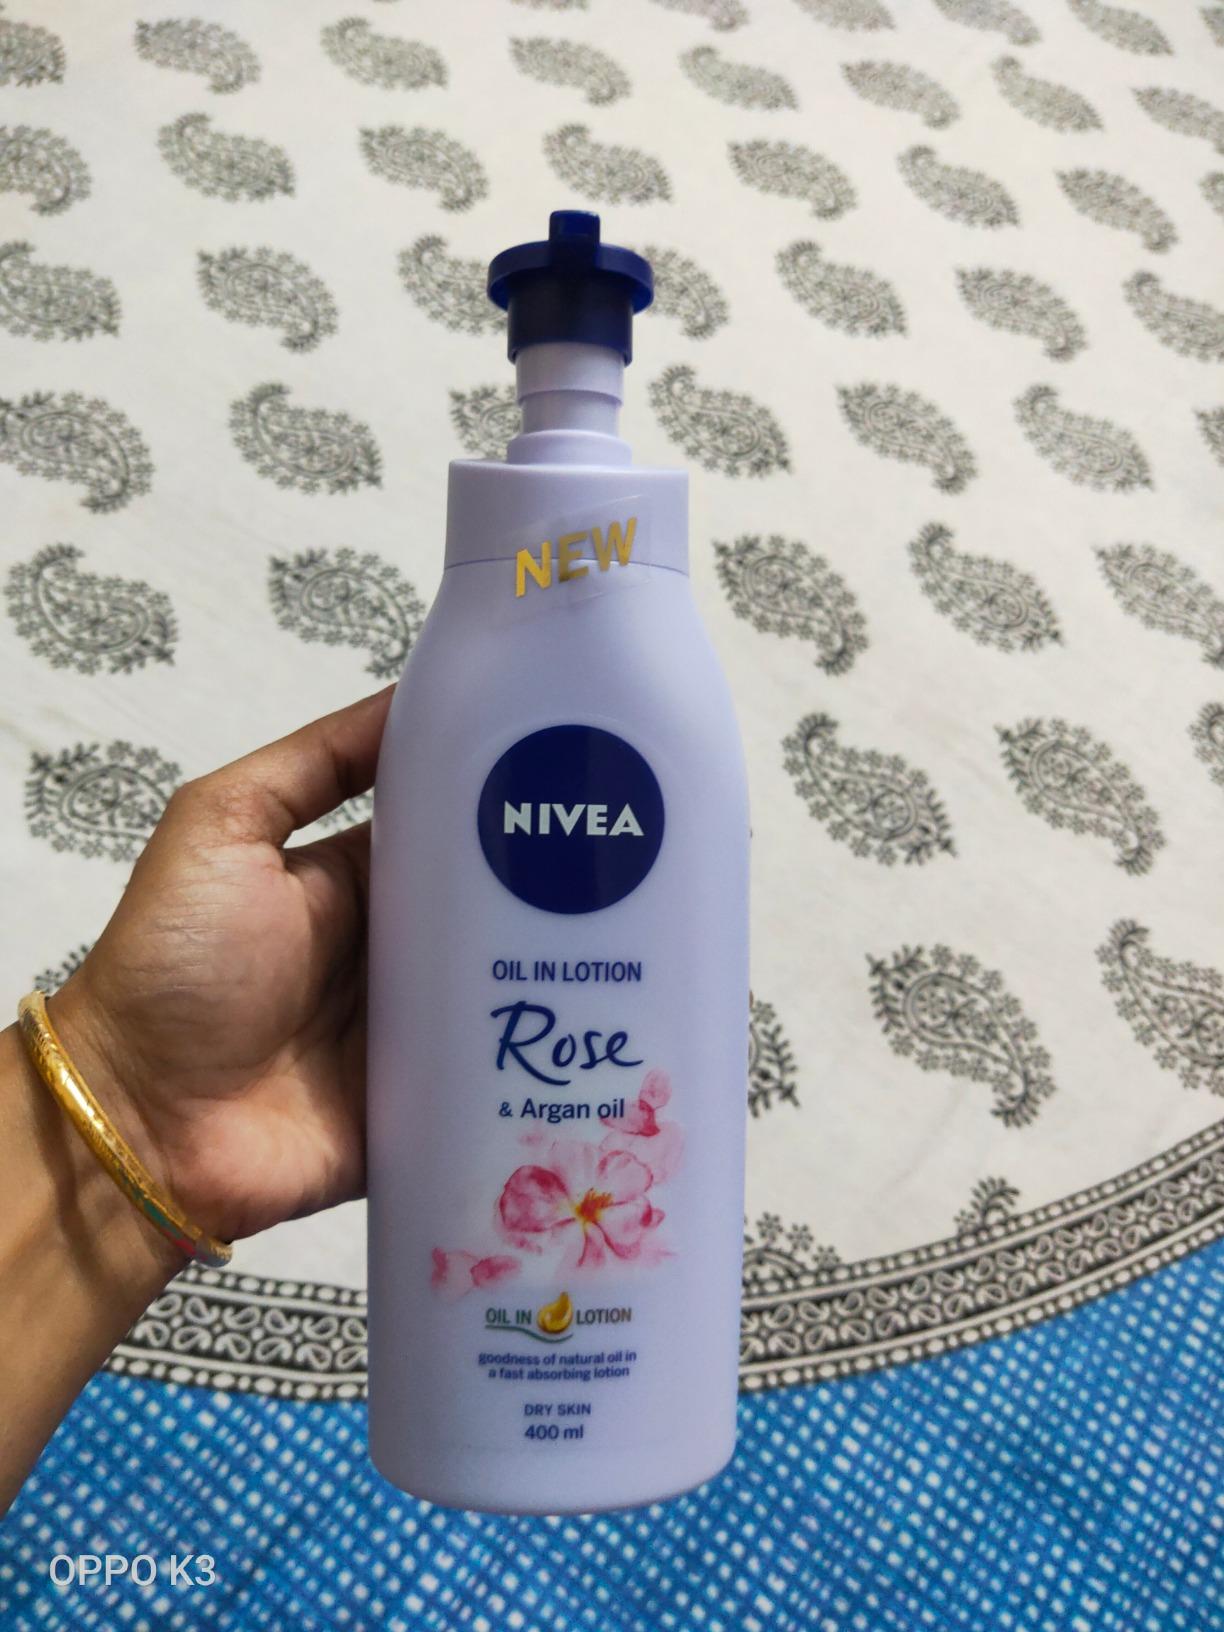 NEW
NIVEA
OIL IN LOTION
Rose
& Argan oil
OIL IN LOTION
goodness of natural oil in
a fast absorbing lotion
DRY SKIN
400 ml
OPPO K3